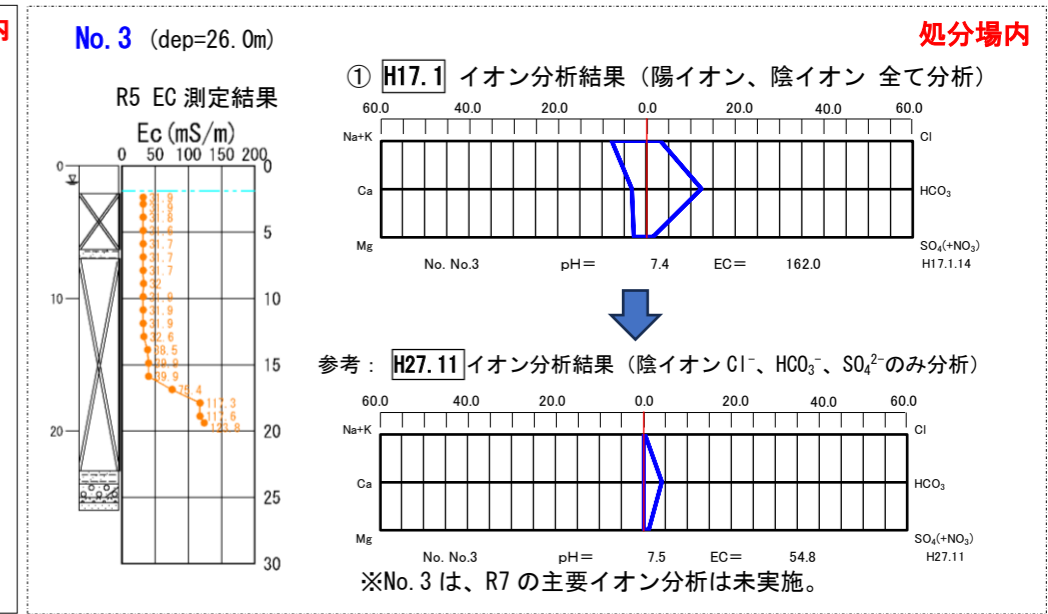 内
No. 3 (dep=26.0m)
処分場内
① H17.1 イオン分析結果（陽イオン、陰イオン 全て分析）
R5 EC 測定結果
Ec(mS/m)
0 50 100 150 200
0
10
20
0
5
10
15
20
25
30
31.8
31.6
31.7
31.7
31.7
32
31.9
31.9
32.6
38.5
39.9
75.4
117.3
117.6
123.8
60.0 40.0 20.0 0.0 20.0 40.0 60.0
Na+K Cl
Ca HCO₃
Mg SO₄(+NO₃)
No. No.3 pH＝ 7.4 EC＝ 162.0 H17.1.14
参考： H27.11 イオン分析結果（陰イオン Cl⁻、HCO₃⁻、SO₄²⁻のみ分析）
60.0 40.0 20.0 0.0 20.0 40.0 60.0
Na+K Cl
Ca HCO₃
Mg SO₄(+NO₃)
No. No.3 pH＝ 7.5 EC＝ 54.8 H27.11
※No.3 は、R7 の主要イオン分析は未実施。